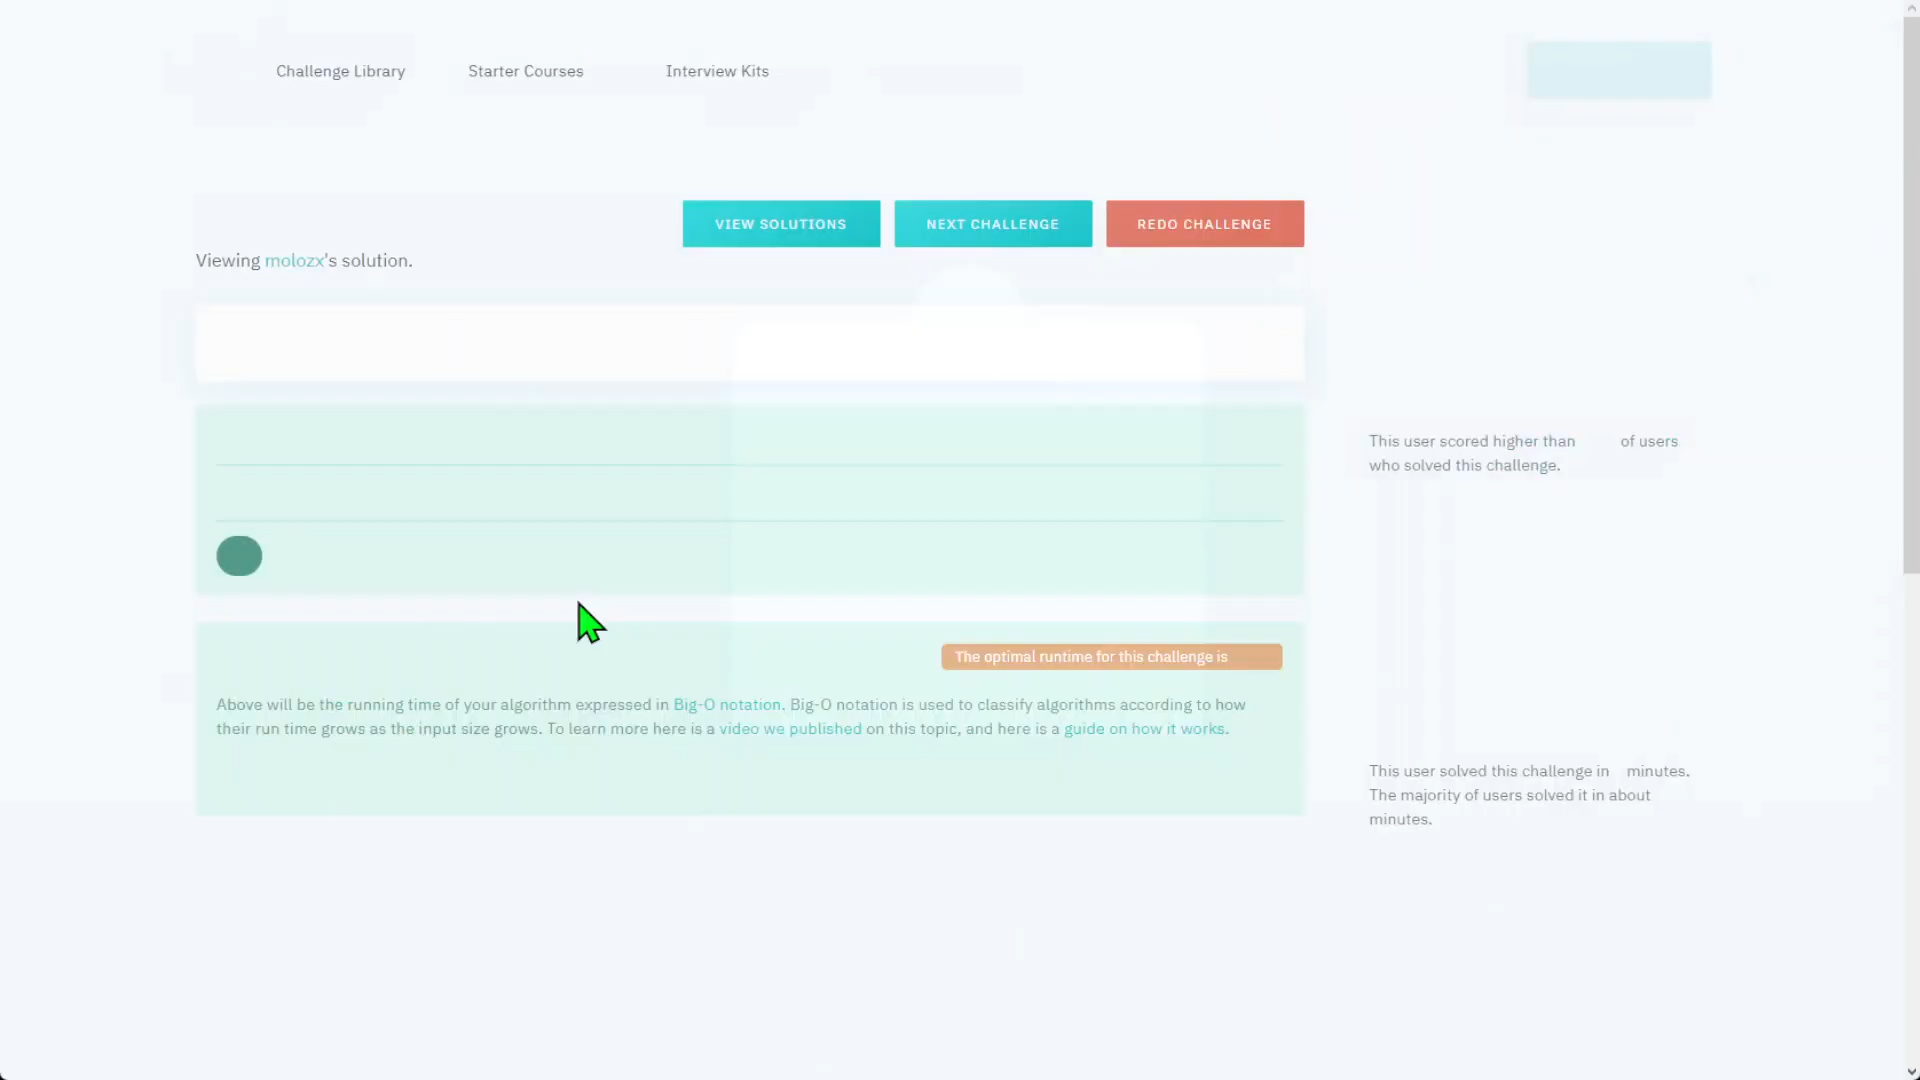 Challenge Library Starter Courses Interview Kits
VIEW SOLUTIONS NEXT CHALLENGE REDO CHALLENGE
Viewing molozx's solution.
This user scored higher than of users
who solved this challenge.
The optimal runtime for this challenge is
Above will be the running time of your algorithm expressed in Big-O notation. Big-O notation is used to classify algorithms according to how
their run time grows as the input size grows. To learn more here is a video we published on this topic, and here is a guide on how it works.
This user solved this challenge in minutes.
The majority of users solved it in about
minutes.